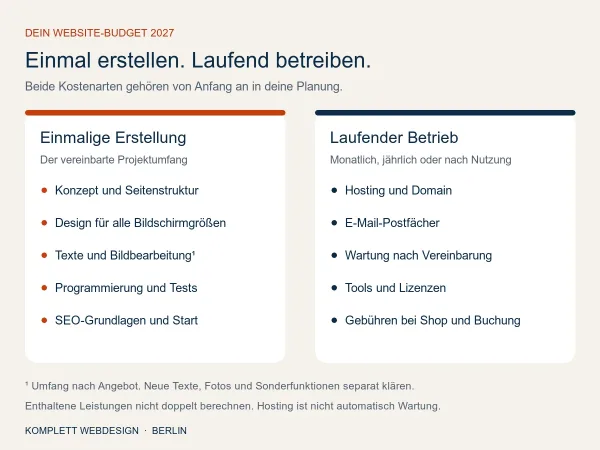 DEIN WEBSITE-BUDGET 2027
Einmal erstellen. Laufend betreiben.
Beide Kostenarten gehören von Anfang an in deine Planung.
Einmalige Erstellung
Der vereinbarte Projektumfang
• Konzept und Seitenstruktur
• Design für alle Bildschirmgrößen
• Texte und Bildbearbeitung¹
• Programmierung und Tests
• SEO-Grundlagen und Start
Laufender Betrieb
Monatlich, jährlich oder nach Nutzung
• Hosting und Domain
• E-Mail-Postfächer
• Wartung nach Vereinbarung
• Tools und Lizenzen
• Gebühren bei Shop und Buchung
¹ Umfang nach Angebot. Neue Texte, Fotos und Sonderfunktionen separat klären.
Enthaltene Leistungen nicht doppelt berechnen. Hosting ist nicht automatisch Wartung.
KOMPLETT WEBDESIGN · BERLIN